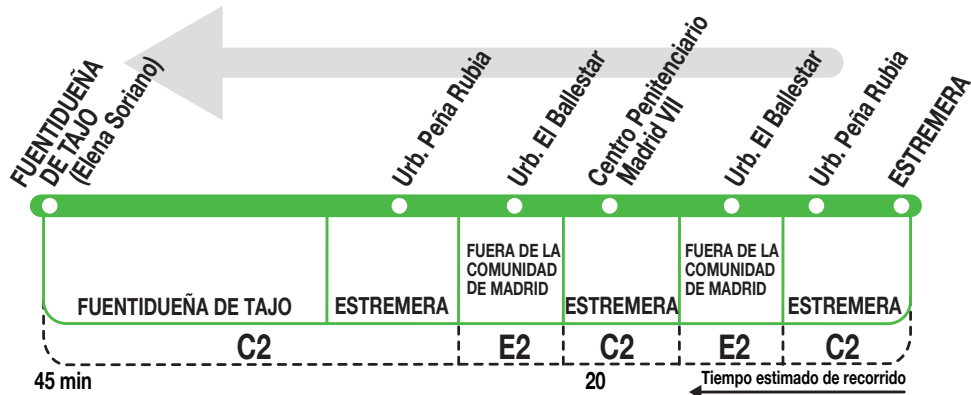 FUENTIDUEÑA
DE TAJO
(Elena Soriano)
Urb. Peña Rubia
Urb. El Ballestar
Centro Penitenciario
Madrid VII
Urb. El Ballestar
Urb. Peña Rubia
ESTREMERA
FUENTIDUEÑA DE TAJO
ESTREMERA
FUERA DE LA
COMUNIDAD
DE MADRID
ESTREMERA
FUERA DE LA
COMUNIDAD
DE MADRID
ESTREMERA
C2
E2
C2
E2
C2
45 min
20
Tiempo estimado de recorrido